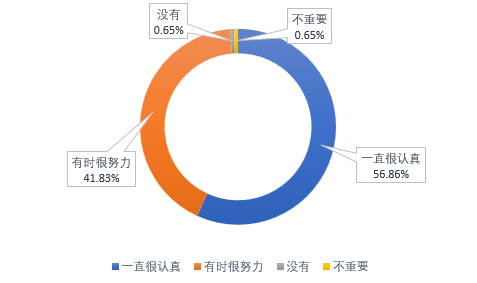 没有
0.65%
不重要
0.65%
有时很努力
41.83%
一直很认真
56.86%
一直很认真 有时很努力 没有 不重要